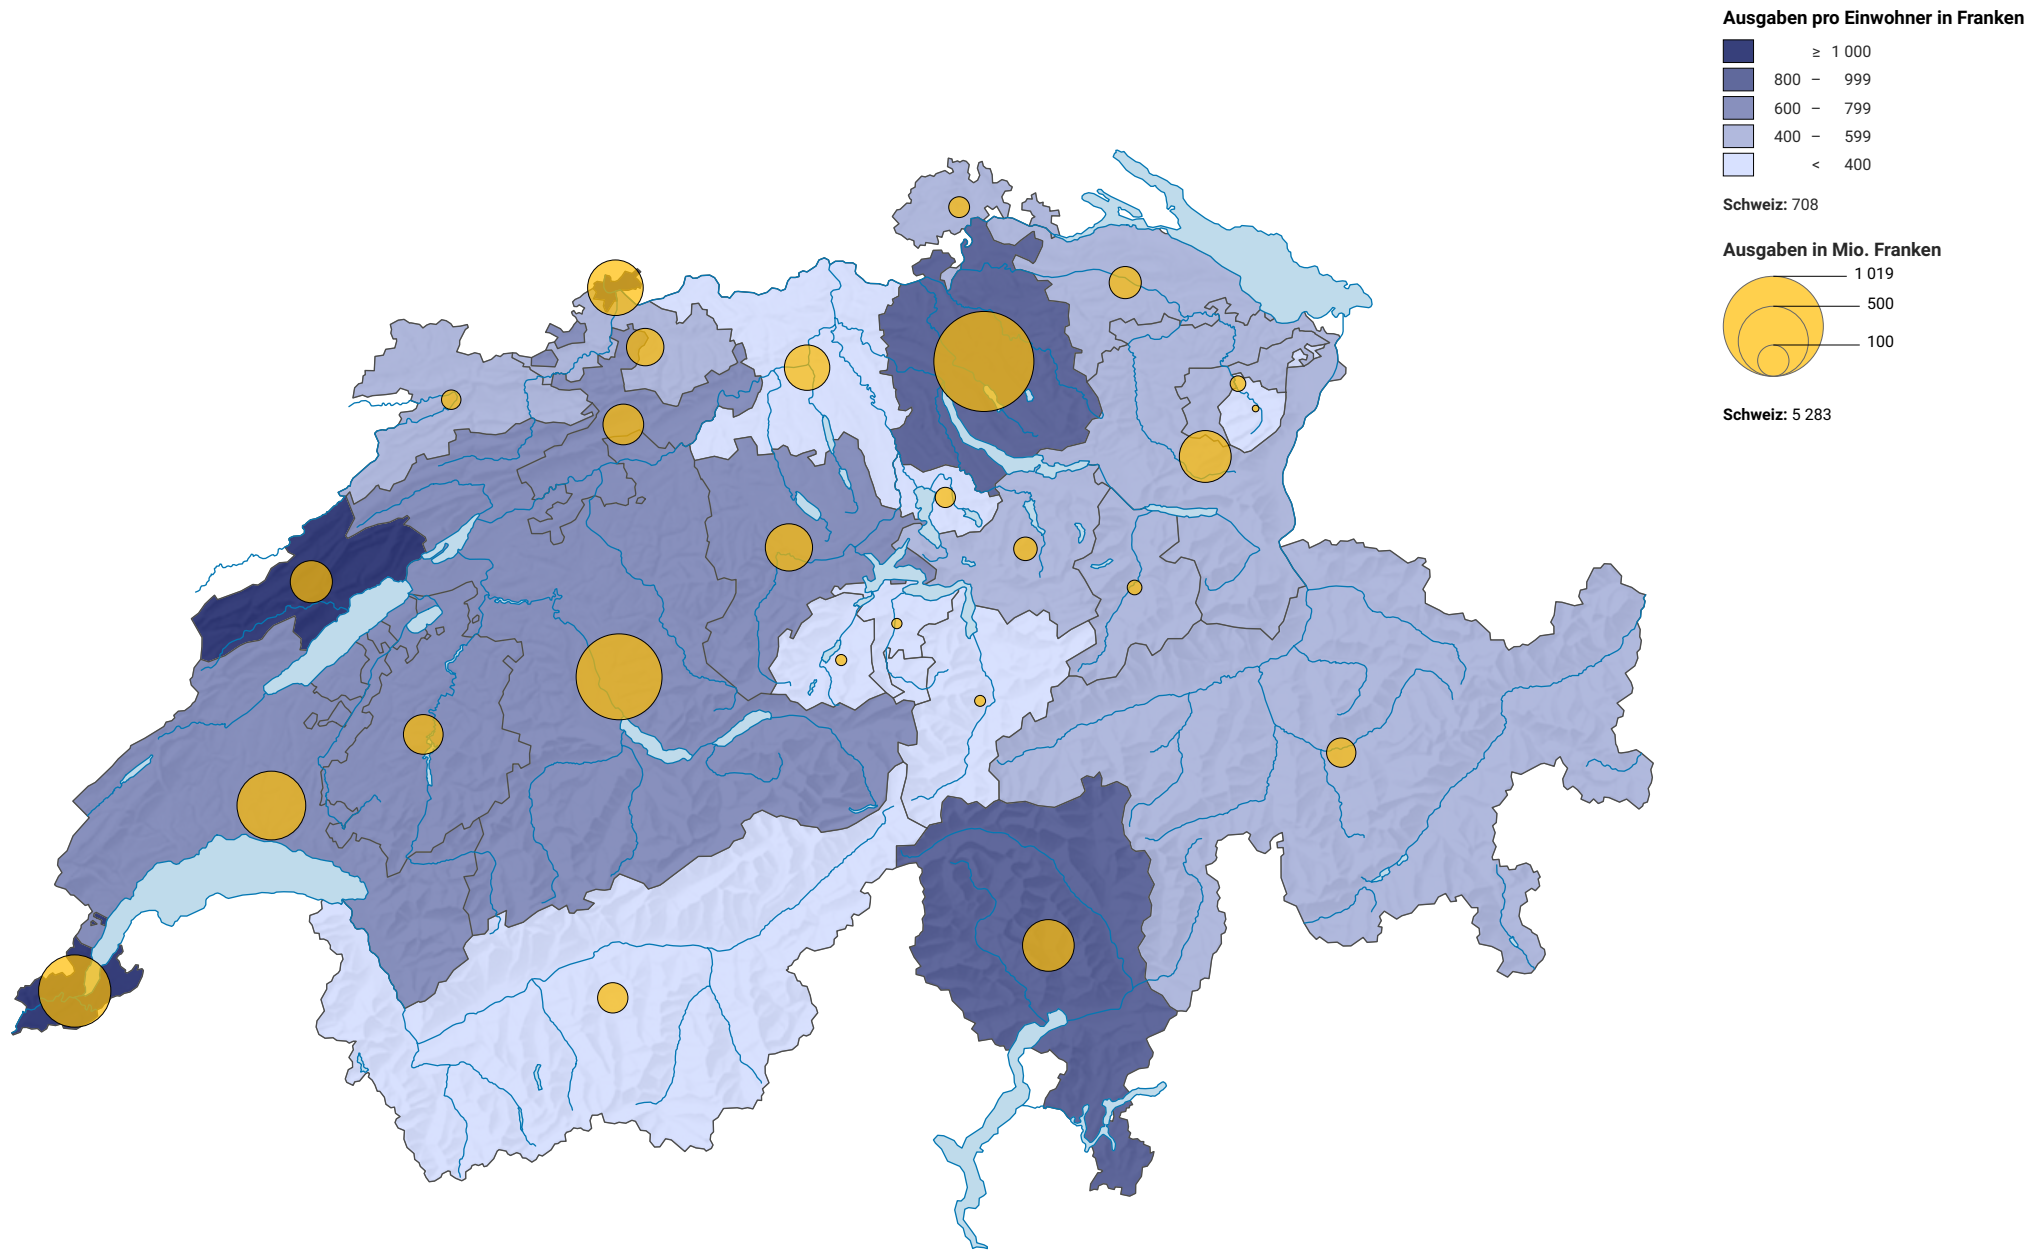 Ausgaben pro Einwohner in Franken
≥ 1 000
800 – 999
600 – 799
400 – 599
< 400
Schweiz: 708
Ausgaben in Mio. Franken
1 019
500
100
Schweiz: 5 283